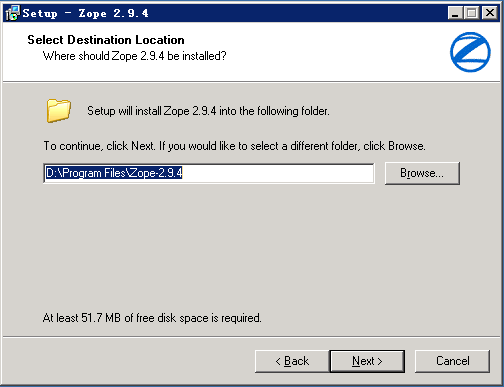 Setup - Zope 2.9.4
Select Destination Location
Where should Zope 2.9.4 be installed?
Setup will install Zope 2.9.4 into the following folder.
To continue, click Next. If you would like to select a different folder, click Browse.
D:\Program Files\Zope-2.9.4
Browse...
At least 51.7 MB of free disk space is required.
< Back
Next >
Cancel